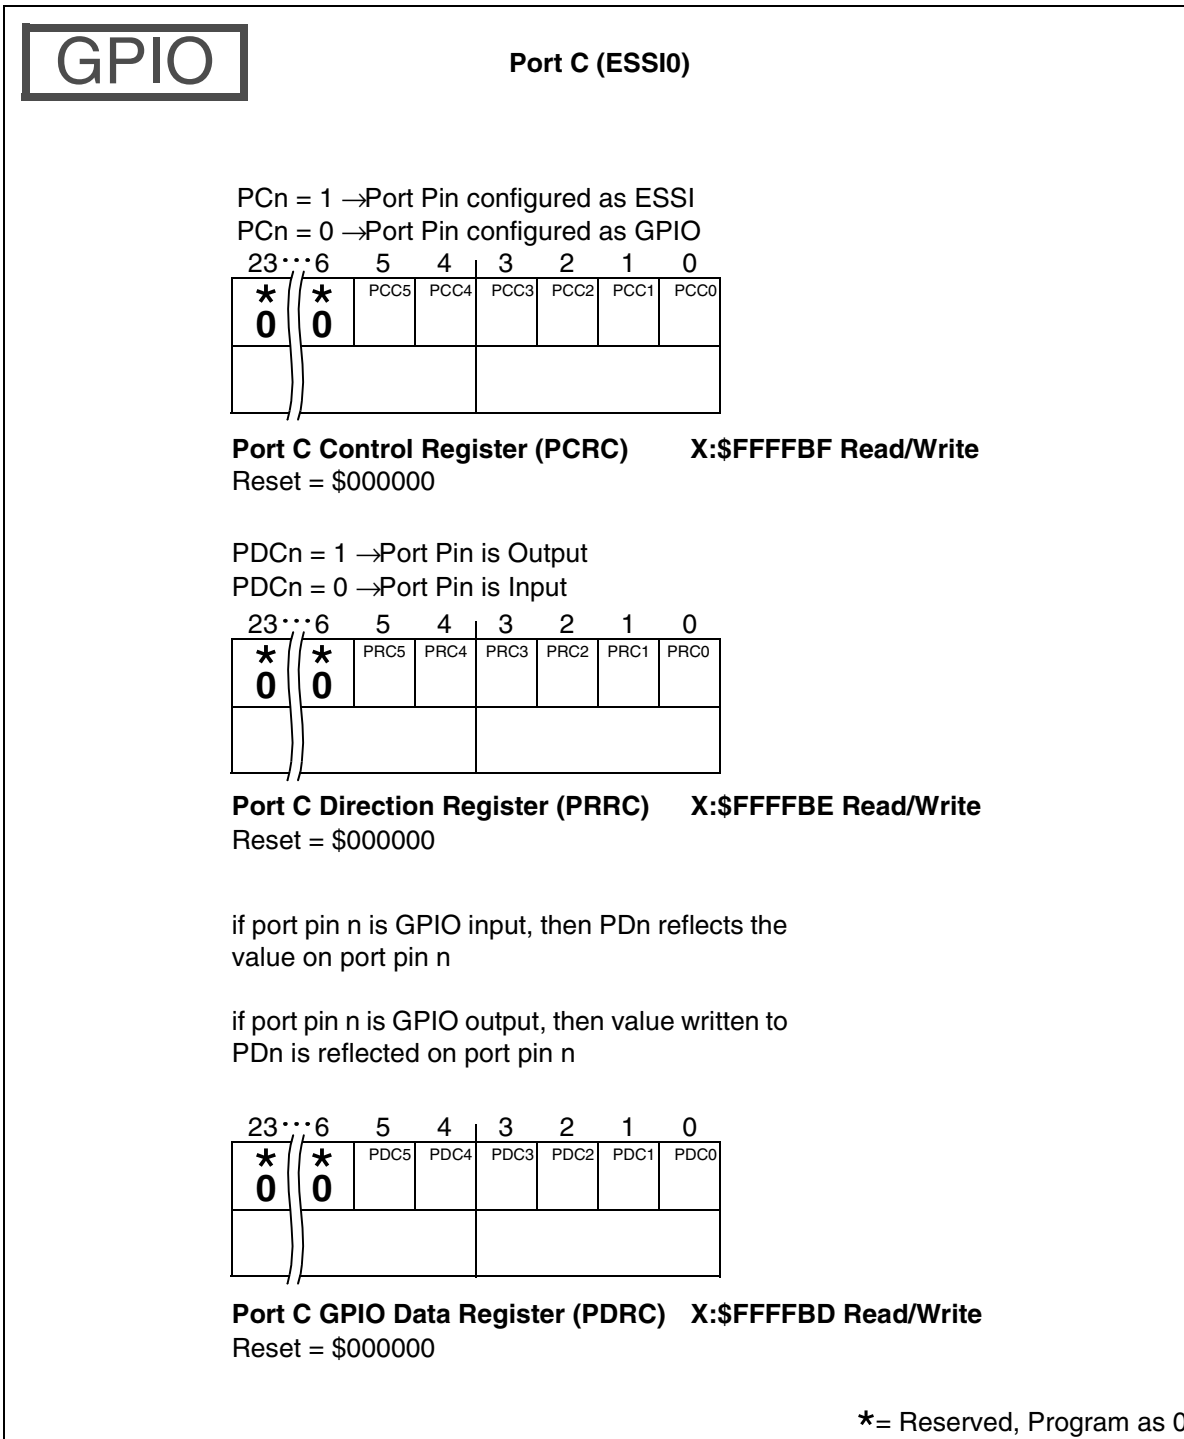 GPIO
Port C (ESSI0)
PCn = 1 →Port Pin configured as ESSI
PCn = 0 →Port Pin configured as GPIO
23 ··· 6 5 4 3 2 1 0
* * PCC5 PCC4 PCC3 PCC2 PCC1 PCC0
0 0
Port C Control Register (PCRC) X:$FFFFBF Read/Write
Reset = $000000
PDCn = 1 →Port Pin is Output
PDCn = 0 →Port Pin is Input
23 ··· 6 5 4 3 2 1 0
* * PRC5 PRC4 PRC3 PRC2 PRC1 PRC0
0 0
Port C Direction Register (PRRC) X:$FFFFBE Read/Write
Reset = $000000
if port pin n is GPIO input, then PDn reflects the
value on port pin n
if port pin n is GPIO output, then value written to
PDn is reflected on port pin n
23 ··· 6 5 4 3 2 1 0
* * PDC5 PDC4 PDC3 PDC2 PDC1 PDC0
0 0
Port C GPIO Data Register (PDRC) X:$FFFFBD Read/Write
Reset = $000000
*= Reserved, Program as 0